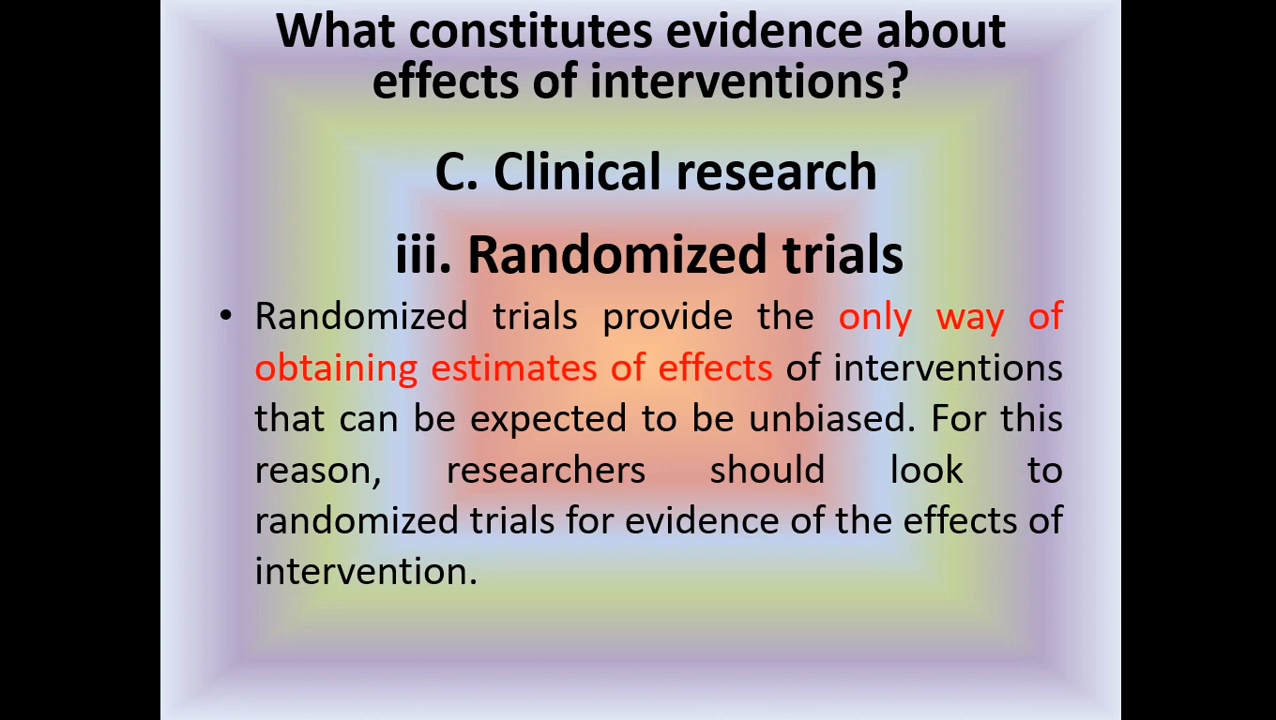 What constitutes evidence about
effects of interventions?
C. Clinical research
iii. Randomized trials
• Randomized trials provide the only way of
obtaining estimates of effects of interventions
that can be expected to be unbiased. For this
reason, researchers should look to
randomized trials for evidence of the effects of
intervention.